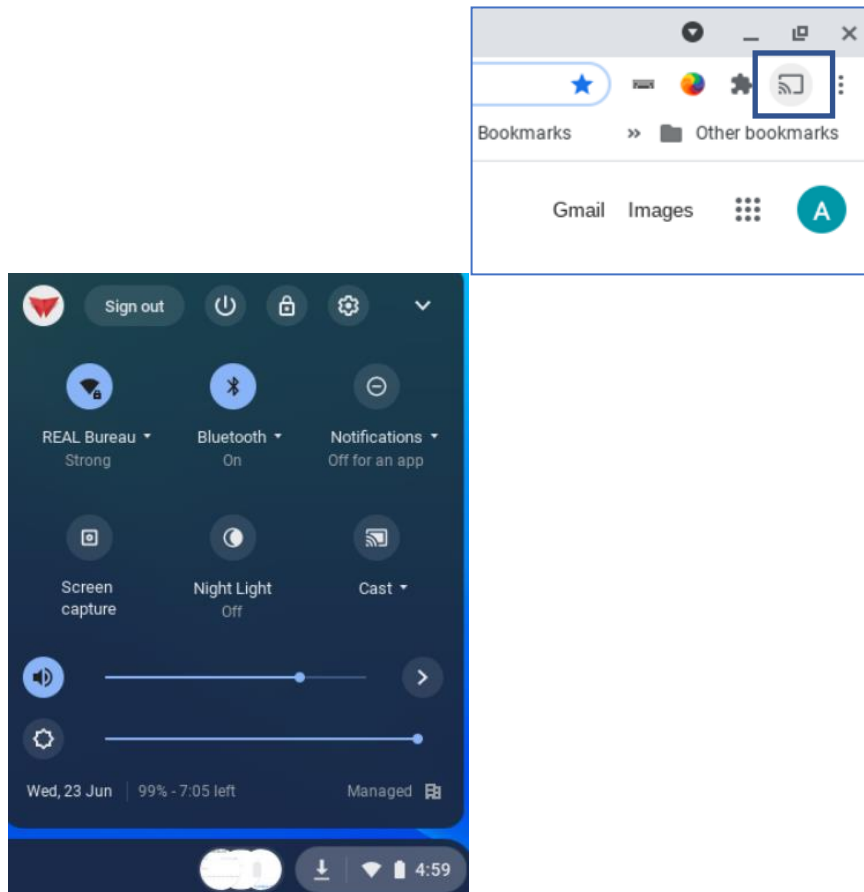 Bookmarks » Other bookmarks
Gmail Images A
Sign out
REAL Bureau Bluetooth Notifications
Strong On Off for an app
Screen capture Night Light Cast
Off
Wed, 23 Jun 99% - 7:05 left Managed
4:59